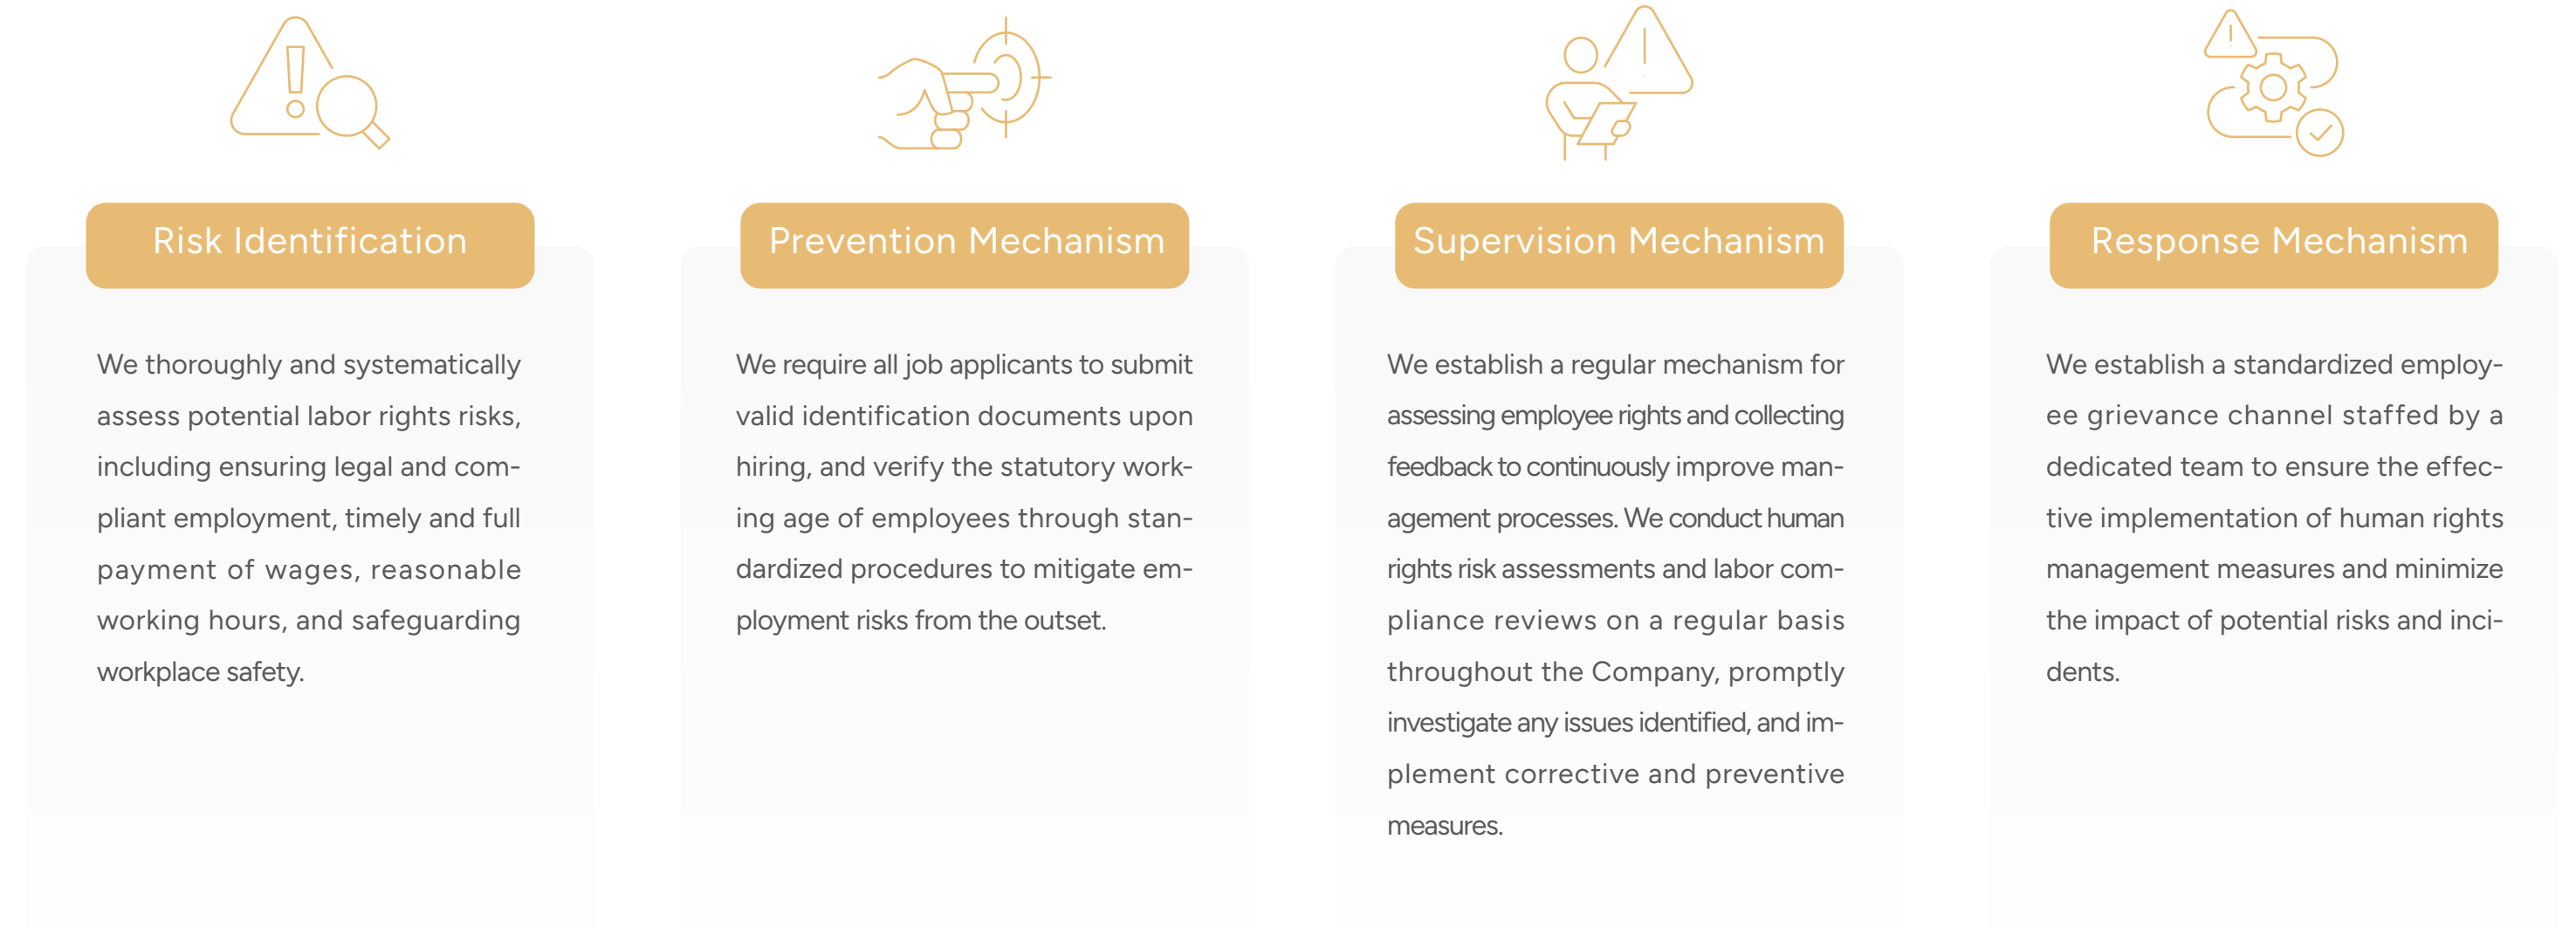 Risk Identification
We thoroughly and systematically
assess potential labor rights risks,
including ensuring legal and com-
pliant employment, timely and full
payment of wages, reasonable
working hours, and safeguarding
workplace safety.
Prevention Mechanism
We require all job applicants to submit
valid identification documents upon
hiring, and verify the statutory work-
ing age of employees through stan-
dardized procedures to mitigate em-
ployment risks from the outset.
Supervision Mechanism
We establish a regular mechanism for
assessing employee rights and collecting
feedback to continuously improve man-
agement processes. We conduct human
rights risk assessments and labor com-
pliance reviews on a regular basis
throughout the Company, promptly
investigate any issues identified, and im-
plement corrective and preventive
measures.
Response Mechanism
We establish a standardized employ-
ee grievance channel staffed by a
dedicated team to ensure the effec-
tive implementation of human rights
management measures and minimize
the impact of potential risks and inci-
dents.